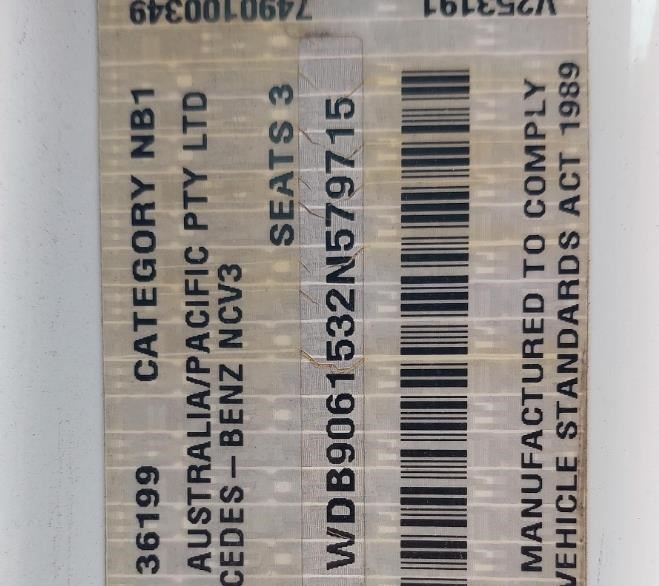 36199 CATEGORY NB1
AUSTRALIA/PACIFIC PTY LTD
CEDES-BENZ NCV3
SEATS 3
WDB9061532N579715
MANUFACTURED TO COMPLY
VEHICLE STANDARDS ACT 1989
7490100349
V253191